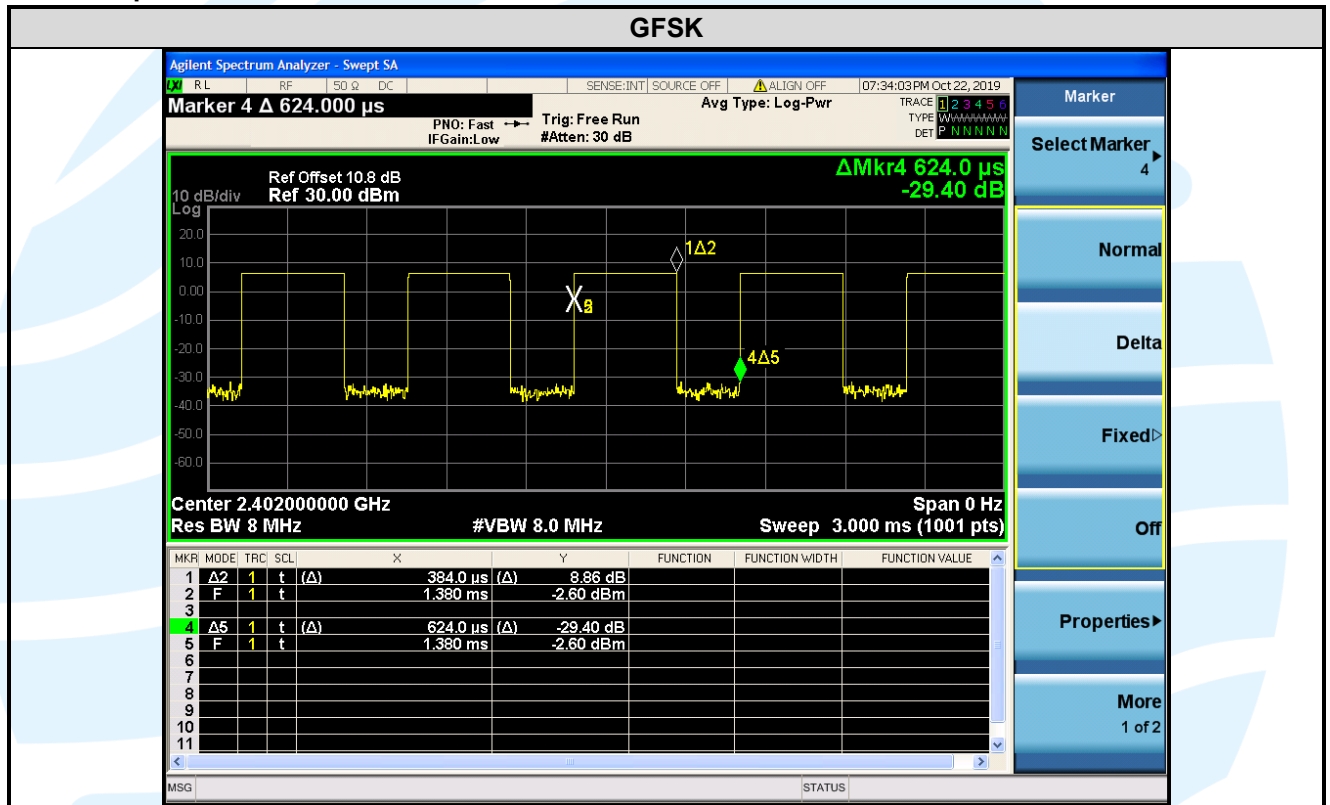 GFSK
Agilent Spectrum Analyzer - Swept SA
LXI RL RF 50 Ω DC SENSE:INT SOURCE OFF ⚠ALIGN OFF 07:34:03PM Oct 22, 2019
Marker 4 Δ 624.000 µs
PNO: Fast
IFGain:Low
Trig: Free Run
#Atten: 30 dB
Avg Type: Log-Pwr
TRACE 1 2 3 4 5 6
TYPE
DET P N N N N N
ΔMkr4 624.0 µs
-29.40 dB
Ref Offset 10.8 dB
10 dB/div Ref 30.00 dBm
Log
20.0
10.0
0.00
-10.0
-20.0
-30.0
-40.0
-50.0
-60.0
1Δ2
X
4Δ5
Center 2.402000000 GHz Span 0 Hz
Res BW 8 MHz #VBW 8.0 MHz Sweep 3.000 ms (1001 pts)
MKR MODE TRC SCL X Y FUNCTION FUNCTION WIDTH FUNCTION VALUE
1 Δ2 1 t (Δ) 384.0 µs (Δ) 8.86 dB
2 F 1 t 1.380 ms -2.60 dBm
3
4 Δ5 1 t (Δ) 624.0 µs (Δ) -29.40 dB
5 F 1 t 1.380 ms -2.60 dBm
6
7
8
9
10
11
MSG STATUS
Marker
Select Marker
4
Normal
Delta
Fixed
Off
Properties
More
1 of 2